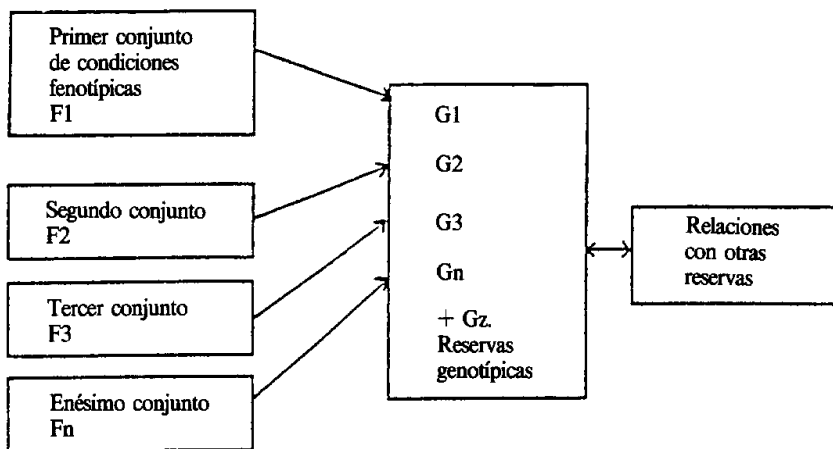 Primer conjunto
de condiciones
fenotípicas
F1
Segundo conjunto
F2
Tercer conjunto
F3
Enésimo conjunto
Fn
G1
G2
G3
Gn
+ Gz.
Reservas
genotípicas
Relaciones
con otras
reservas